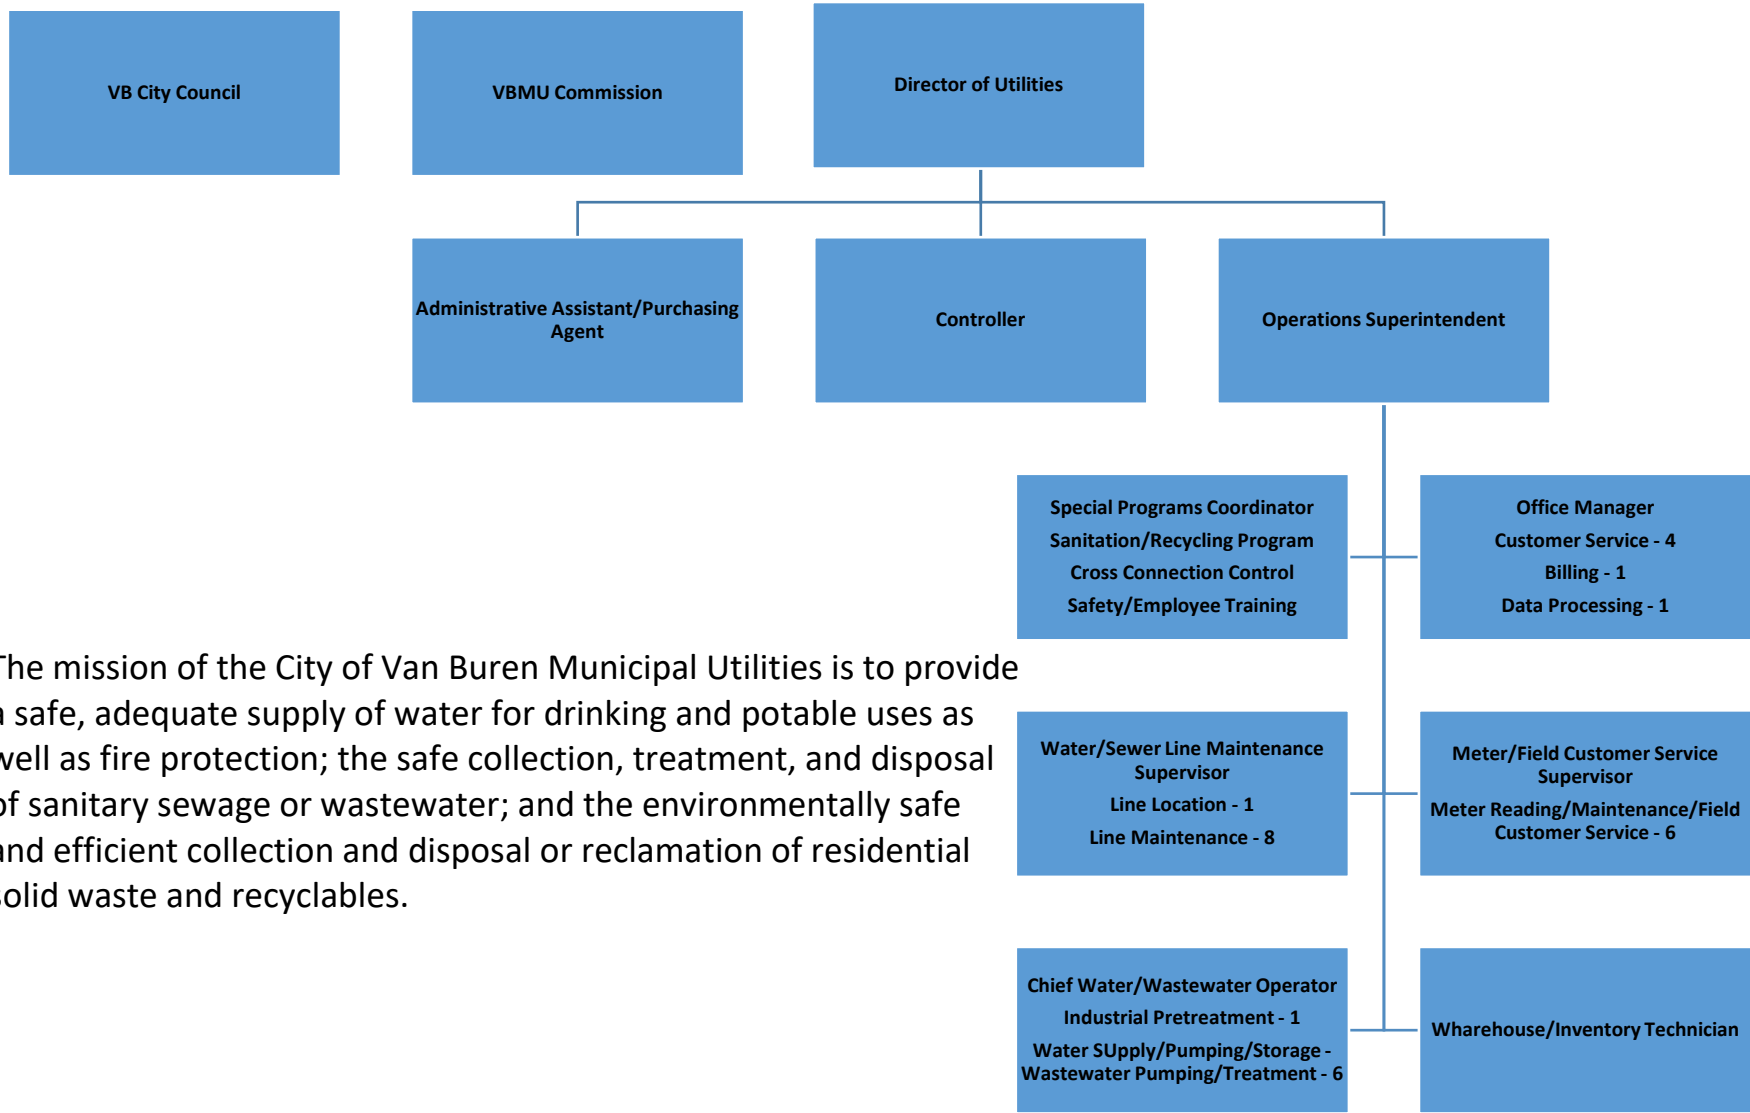 VB City Council
VBMU Commission
Director of Utilities
Administrative Assistant/Purchasing
Agent
Controller
Operations Superintendent
Special Programs Coordinator
Sanitation/Recycling Program
Cross Connection Control
Safety/Employee Training
Office Manager
Customer Service - 4
Billing - 1
Data Processing - 1
The mission of the City of Van Buren Municipal Utilities is to provide
a safe, adequate supply of water for drinking and potable uses as
well as fire protection; the safe collection, treatment, and disposal
of sanitary sewage or wastewater; and the environmentally safe
and efficient collection and disposal or reclamation of residential
solid waste and recyclables.
Water/Sewer Line Maintenance
Supervisor
Line Location - 1
Line Maintenance - 8
Meter/Field Customer Service
Supervisor
Meter Reading/Maintenance/Field
Customer Service - 6
Chief Water/Wastewater Operator
Industrial Pretreatment - 1
Water SUpply/Pumping/Storage -
Wastewater Pumping/Treatment - 6
Wharehouse/Inventory Technician